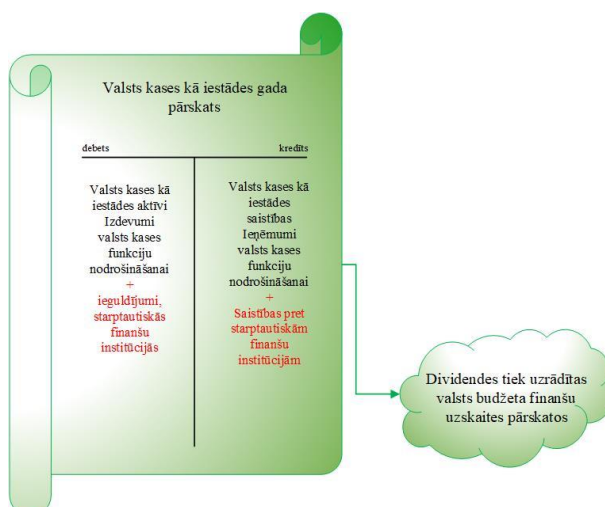 Valsts kases kā iestādes gada
pārskats
debets
kredīts
Valsts kases kā
iestādes aktīvi
Izdevumi
valsts kases
funkciju
nodrošināšanai
+
ieguldījumi,
starptautiskās
finanšu
institūcijās
Valsts kases kā
iestādes
saistības
Ieņēmumi
valsts kases
funkciju
nodrošināšanai
+
Saistības pret
starptautiskām
finanšu
institūcijām
Dividendes tiek uzrādītas
valsts budžeta finanšu
uzskaites pārskatos